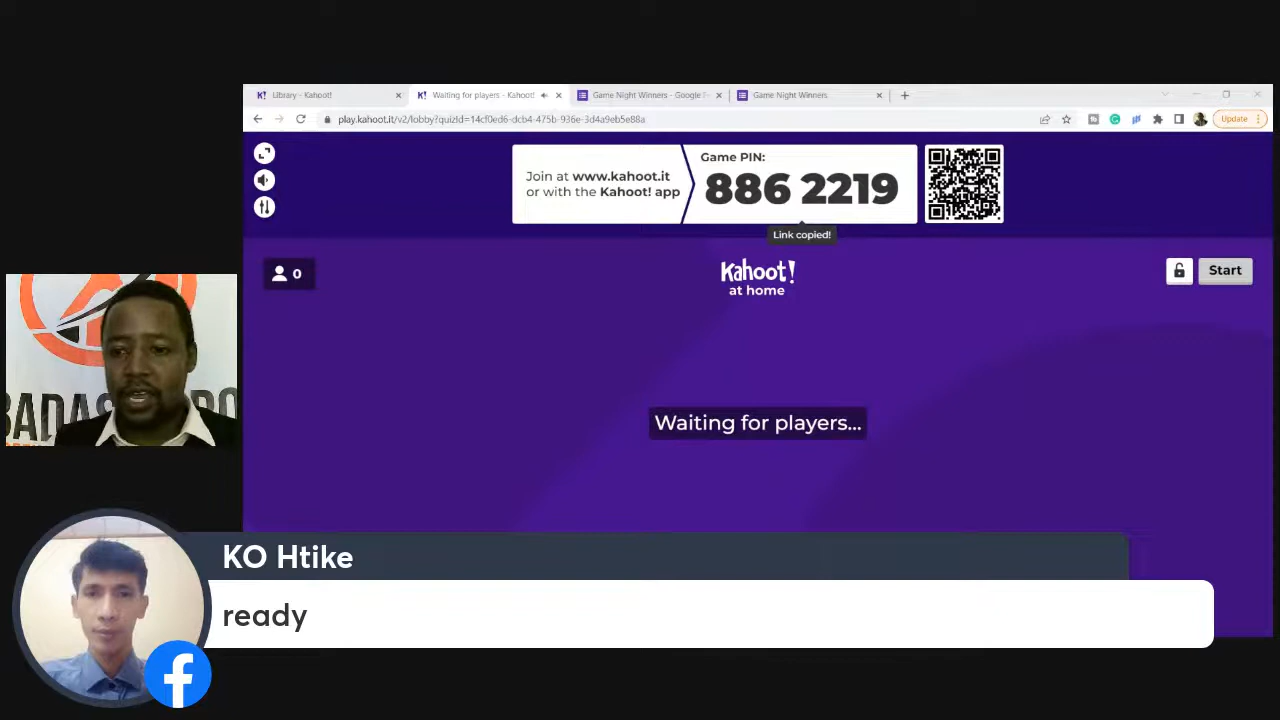 Library - Kahoot!
Waiting for players - Kahoot!
Game Night Winners - Google F
Game Night Winners
play.kahoot.it/v2/lobby?quizId=14cf0ed6-dcb4-475b-936e-3d4a9eb5e88a
Update
Join at www.kahoot.it
or with the Kahoot! app
Game PIN:
886 2219
Link copied!
0
Kahoot!
at home
Start
Waiting for players...
KO Htike
ready